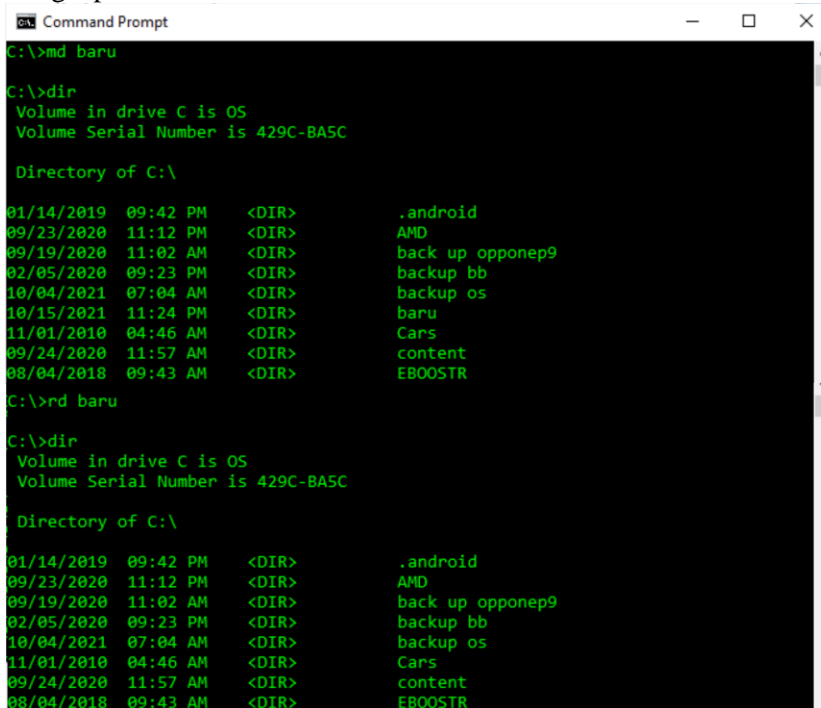 Command Prompt
C:\>md baru
C:\>dir
 Volume in drive C is OS
 Volume Serial Number is 429C-BA5C
 Directory of C:\
01/14/2019  09:42 PM    <DIR>          .android
09/23/2020  11:12 PM    <DIR>          AMD
09/19/2020  11:02 AM    <DIR>          back up opponep9
02/05/2020  09:23 PM    <DIR>          backup bb
10/04/2021  07:04 AM    <DIR>          backup os
10/15/2021  11:24 PM    <DIR>          baru
11/01/2010  04:46 AM    <DIR>          Cars
09/24/2020  11:57 AM    <DIR>          content
08/04/2018  09:43 AM    <DIR>          EBOOSTR
C:\>rd baru
C:\>dir
 Volume in drive C is OS
 Volume Serial Number is 429C-BA5C
 Directory of C:\
01/14/2019  09:42 PM    <DIR>          .android
09/23/2020  11:12 PM    <DIR>          AMD
09/19/2020  11:02 AM    <DIR>          back up opponep9
02/05/2020  09:23 PM    <DIR>          backup bb
10/04/2021  07:04 AM    <DIR>          backup os
11/01/2010  04:46 AM    <DIR>          Cars
09/24/2020  11:57 AM    <DIR>          content
08/04/2018  09:43 AM    <DIR>          EBOOSTR